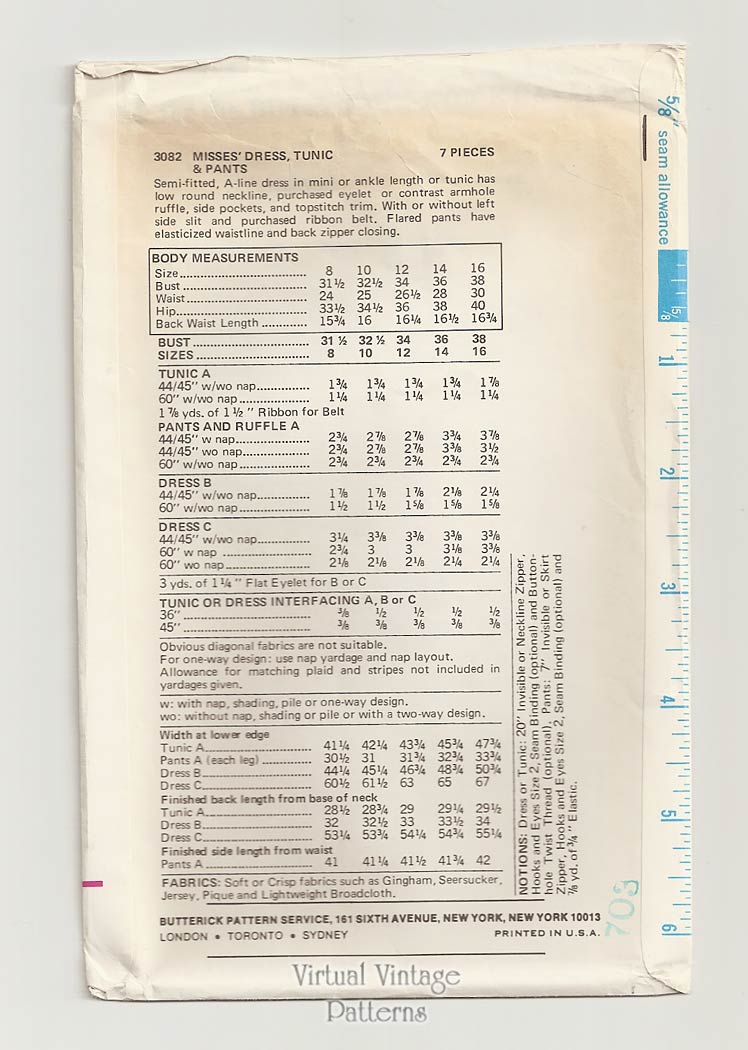 3082 MISSES' DRESS, TUNIC 7 PIECES
& PANTS
Semi-fitted, A-line dress in mini or ankle length or tunic has
low round neckline, purchased eyelet or contrast armhole
ruffle, side pockets, and topstitch trim. With or without left
side slit and purchased ribbon belt. Flared pants have
elasticized waistline and back zipper closing.
BODY MEASUREMENTS
Size 8 10 12 14 16
Bust 31½ 32½ 34 36 38
Waist 24 25 26½ 28 30
Hip 33½ 34½ 36 38 40
Back Waist Length 15¾ 16 16¼ 16½ 16¾
BUST 31 ½ 32 ½ 34 36 38
SIZES 8 10 12 14 16
TUNIC A
44/45" w/wo nap 1¾ 1¾ 1¾ 1¾ 1⅞
60" w/wo nap 1¼ 1¼ 1¼ 1¼ 1¼
1 ⅞ yds. of 1 ½ " Ribbon for Belt
PANTS AND RUFFLE A
44/45" w nap 2¾ 2⅞ 2⅞ 3¾ 3⅞
44/45" wo nap 2¾ 2⅞ 2⅞ 3⅜ 3½
60" w/wo nap 2¾ 2¾ 2¾ 2¾ 2¾
DRESS B
44/45" w/wo nap 1⅞ 1⅞ 1⅞ 2⅛ 2¼
60" w/wo nap 1½ 1½ 1⅝ 1⅝ 1⅝
DRESS C
44/45" w/wo nap 3¼ 3⅜ 3⅜ 3⅜ 3⅜
60" w nap 2¾ 3 3 3⅛ 3⅜
60" wo nap 2⅛ 2⅛ 2⅛ 2¼ 2¼
3 yds. of 1 ¼ " Flat Eyelet for B or C
TUNIC OR DRESS INTERFACING A, B or C
36" ⅜ ½ ½ ½ ½
45" ⅜ ⅜ ⅜ ⅜ ⅜
Obvious diagonal fabrics are not suitable.
For one-way design: use nap yardage and nap layout.
Allowance for matching plaid and stripes not included in
yardages given.
w: with nap, shading, pile or one-way design.
wo: without nap, shading or pile or with a two-way design.
Width at lower edge
Tunic A 41¼ 42¼ 43¾ 45¾ 47¾
Pants A (each leg) 30½ 31 31¾ 32¾ 33¾
Dress B 44¼ 45¼ 46¾ 48¾ 50¾
Dress C 60½ 61½ 63 65 67
Finished back length from base of neck
Tunic A 28½ 28¾ 29 29¼ 29½
Dress B 32 32½ 33 33½ 34
Dress C 53¼ 53¾ 54¼ 54¾ 55¼
Finished side length from waist
Pants A 41 41¼ 41½ 41¾ 42
FABRICS: Soft or Crisp fabrics such as Gingham, Seersucker,
Jersey, Pique and Lightweight Broadcloth.
BUTTERICK PATTERN SERVICE, 161 SIXTH AVENUE, NEW YORK, NEW YORK 10013
LONDON • TORONTO • SYDNEY PRINTED IN U.S.A.
NOTIONS: Dress or Tunic: 20" Invisible or Neckline Zipper,
Hooks and Eyes Size 2, Seam Binding (optional) and Button-
hole Twist Thread (optional), Pants: 7" Invisible or Skirt
Zipper, Hooks and Eyes Size 2, Seam Binding (optional) and
⅞ yd. of ¾ " Elastic.
703
5/8" seam allowance
5/8
1
2
3
4
5
6
Virtual Vintage
Patterns